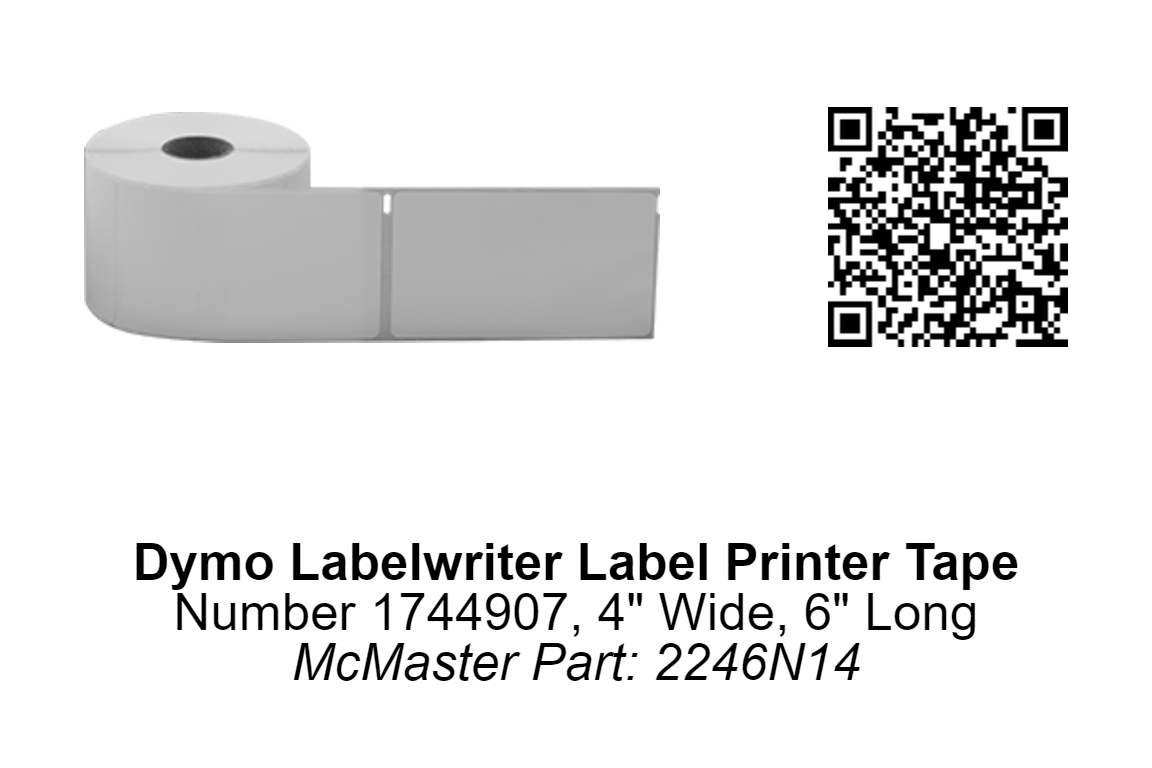 Dymo Labelwriter Label Printer Tape
Number 1744907, 4" Wide, 6" Long
McMaster Part: 2246N14